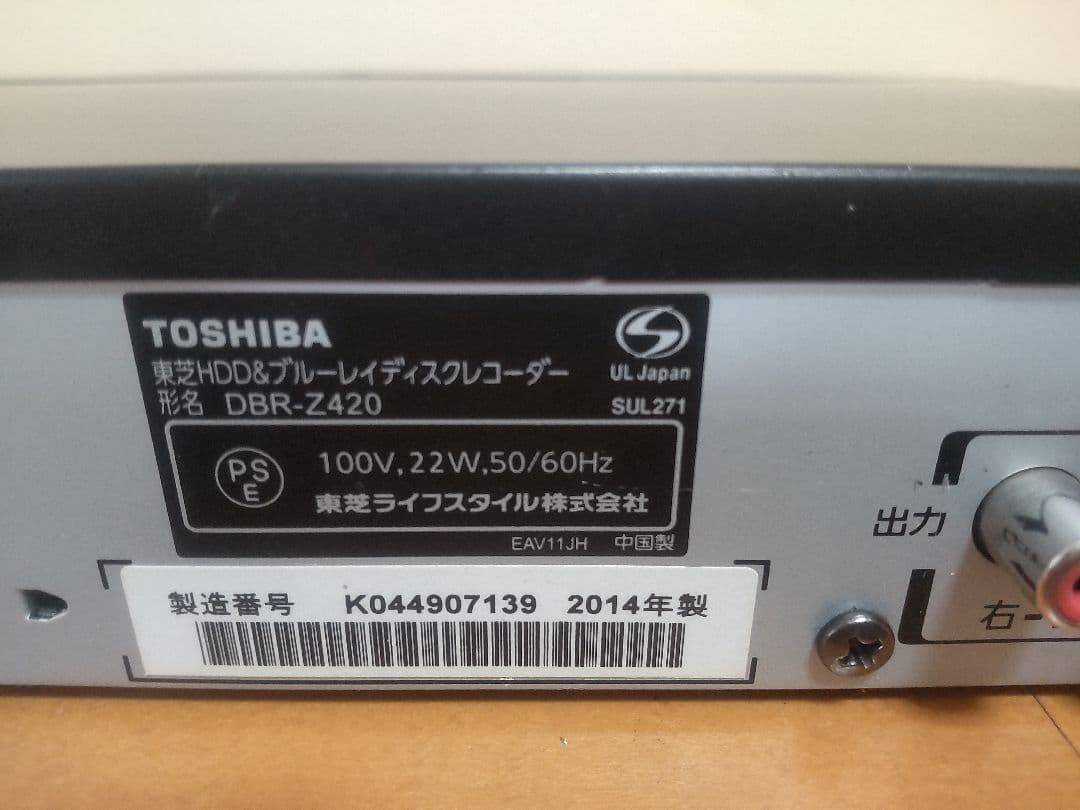 TOSHIBA
東芝HDD&ブルーレイディスクレコーダー
形名 DBR-Z420
UL Japan
SUL271
PSE
100V,22W,50/60Hz
東芝ライフスタイル株式会社
EAV11JH 中国製
製造番号 K044907139 2014年製
出力
右